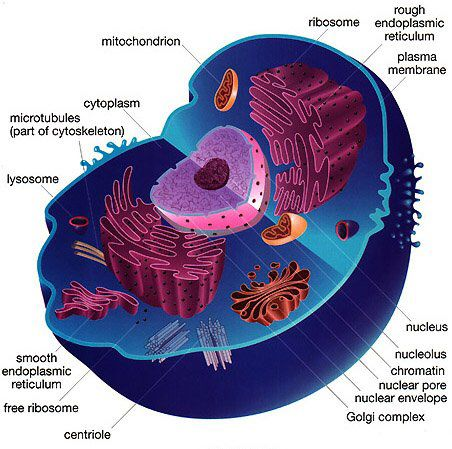 ribosome
rough
endoplasmic
reticulum
mitochondrion
plasma
membrane
cytoplasm
microtubules
(part of cytoskeleton)
lysosome
nucleus
nucleolus
chromatin
nuclear pore
nuclear envelope
Golgi complex
smooth
endoplasmic
reticulum
free ribosome
centriole